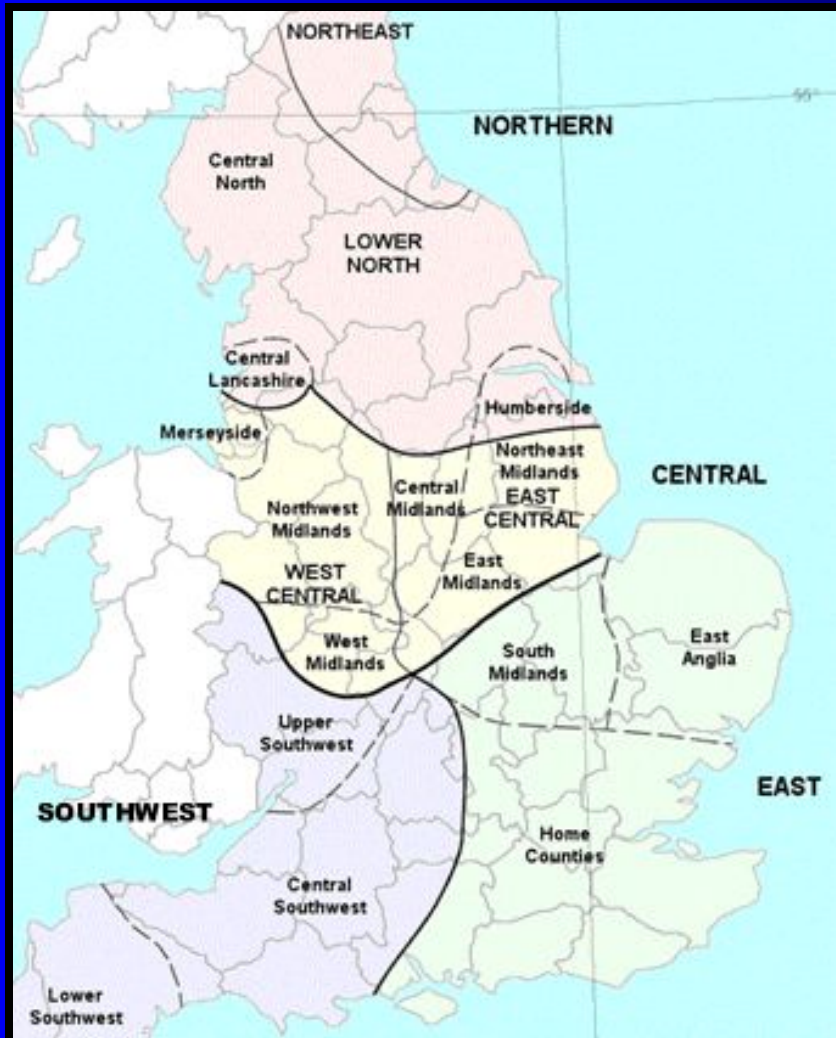 NORTHEAST
55°
NORTHERN
Central
North
LOWER
NORTH
Central
Lancashire
Humberside
Merseyside
Northeast
Midlands
CENTRAL
Central
Midlands
EAST
CENTRAL
Northwest
Midlands
East
Midlands
WEST
CENTRAL
West
Midlands
South
Midlands
East
Anglia
Upper
Southwest
SOUTHWEST
EAST
Home
Counties
Central
Southwest
Lower
Southwest